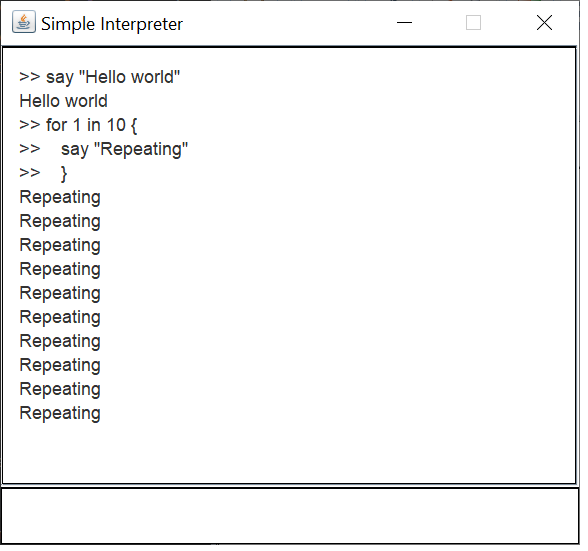 Simple Interpreter
>> say "Hello world"
Hello world
>> for 1 in 10 {
>>    say "Repeating"
>>    }
Repeating
Repeating
Repeating
Repeating
Repeating
Repeating
Repeating
Repeating
Repeating
Repeating